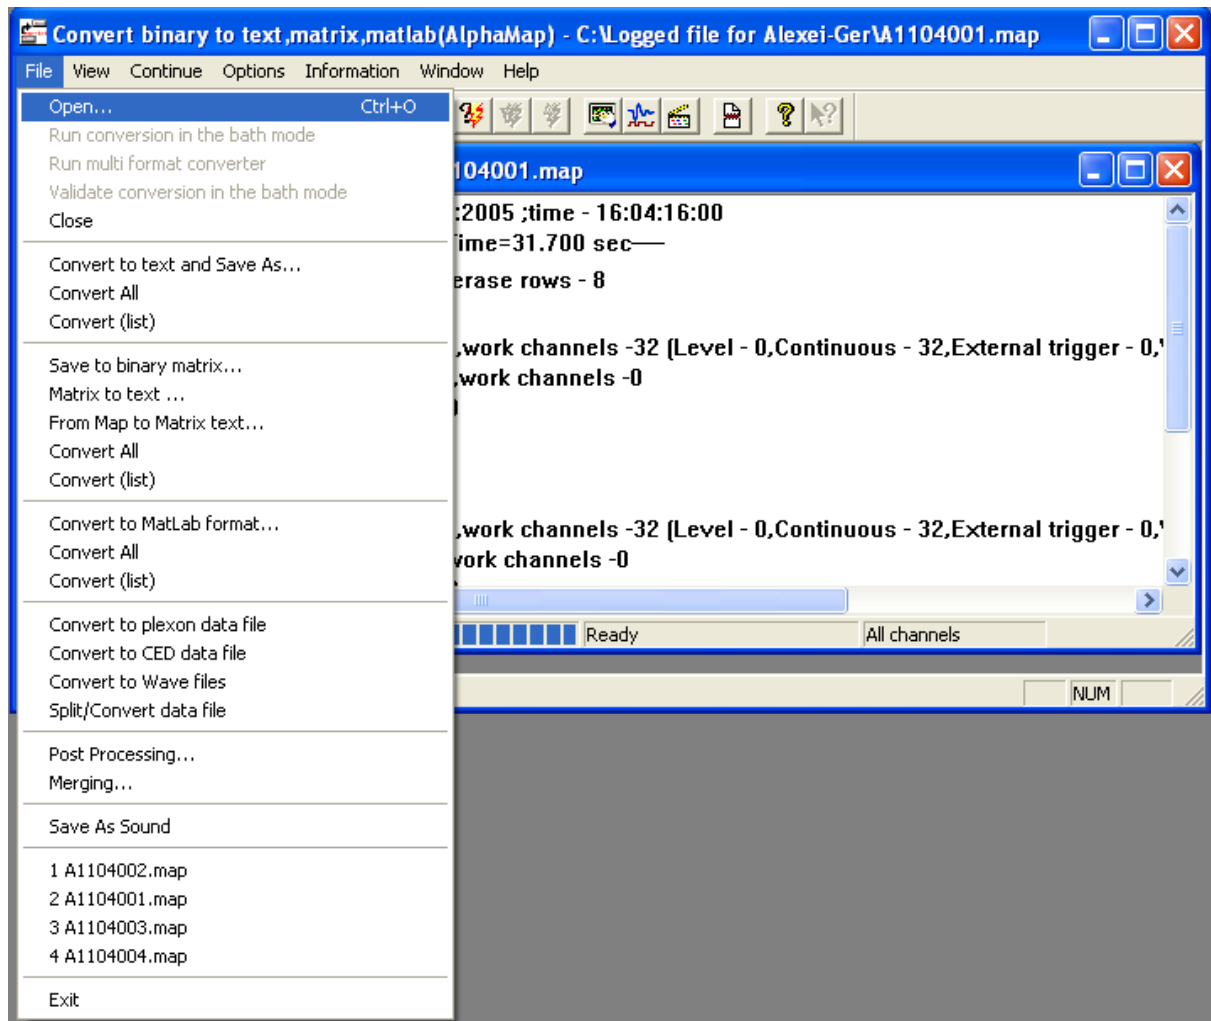 Convert binary to text,matrix,matlab(AlphaMap) - C:\Logged file for Alexei-Ger\A1104001.map
File View Continue Options Information Window Help
Open... Ctrl+O
Run conversion in the bath mode
Run multi format converter
Validate conversion in the bath mode
Close
Convert to text and Save As...
Convert All
Convert (list)
Save to binary matrix...
Matrix to text ...
From Map to Matrix text...
Convert All
Convert (list)
Convert to MatLab format...
Convert All
Convert (list)
Convert to plexon data file
Convert to CED data file
Convert to Wave files
Split/Convert data file
Post Processing...
Merging...
Save As Sound
1 A1104002.map
2 A1104001.map
3 A1104003.map
4 A1104004.map
Exit
104001.map
:2005 ;time - 16:04:16:00
ime=31.700 sec──
erase rows - 8
,work channels -32 (Level - 0,Continuous - 32,External trigger - 0,
,work channels -0
,work channels -32 (Level - 0,Continuous - 32,External trigger - 0,
work channels -0
Ready All channels
NUM